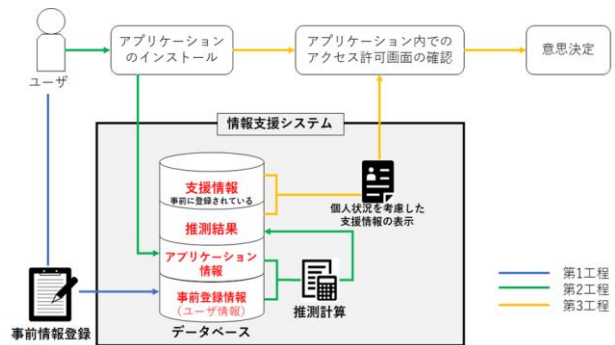 ユーザ
アプリケーション
のインストール
アプリケーション内での
アクセス許可画面の確認
意思決定
情報支援システム
支援情報
事前に登録されている
推測結果
アプリケーション
情報
事前登録情報
(ユーザ情報)
データベース
個人状況を考慮した
支援情報の表示
推測計算
事前情報登録
第1工程
第2工程
第3工程